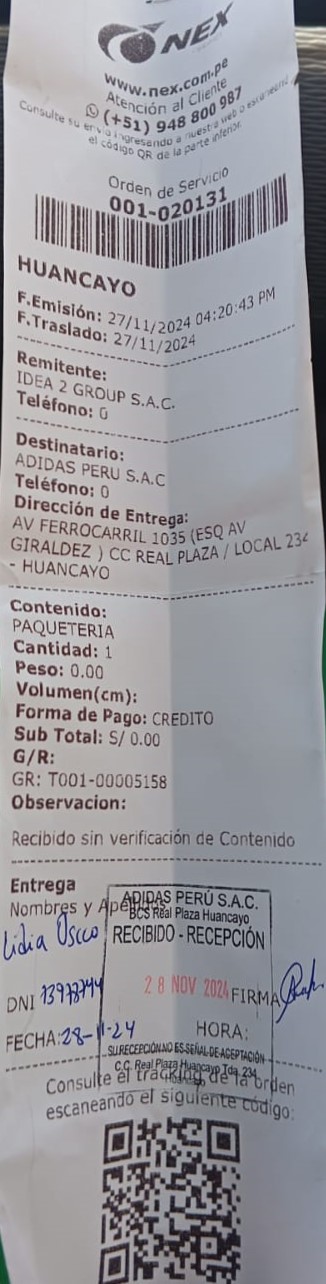 NEX
www.nex.com.pe
Atención al Cliente
(+51) 948 800 987
Consulte su envío ingresando a nuestra web o escaneando
el código QR de la parte inferior.
Orden de Servicio
001-020131
HUANCAYO
F.Emisión: 27/11/2024 04:20:43 PM
F.Traslado: 27/11/2024
Remitente:
IDEA 2 GROUP S.A.C.
Teléfono: 0
Destinatario:
ADIDAS PERU S.A.C
Teléfono: 0
Dirección de Entrega:
AV FERROCARRIL 1035 (ESQ AV
GIRALDEZ ) CC REAL PLAZA / LOCAL 234
- HUANCAYO
Contenido:
PAQUETERIA
Cantidad: 1
Peso: 0.00
Volumen(cm):
Forma de Pago: CREDITO
Sub Total: S/ 0.00
G/R:
GR: T001-00005158
Observacion:
Recibido sin verificación de Contenido
Entrega
Nombres y Apellidos
ADIDAS PERÚ S.A.C.
BCS Real Plaza Huancayo
Lidia Oscco
RECIBIDO - RECEPCIÓN
28 NOV 2024
DNI FIRMA
FECHA: 28-11-24 HORA:
SU RECEPCIÓN NO ES SEÑAL DE ACEPTACIÓN
C.C. Real Plaza Huancayo Tda. 234
Consulte el tracking de la orden
escaneando el siguiente código: